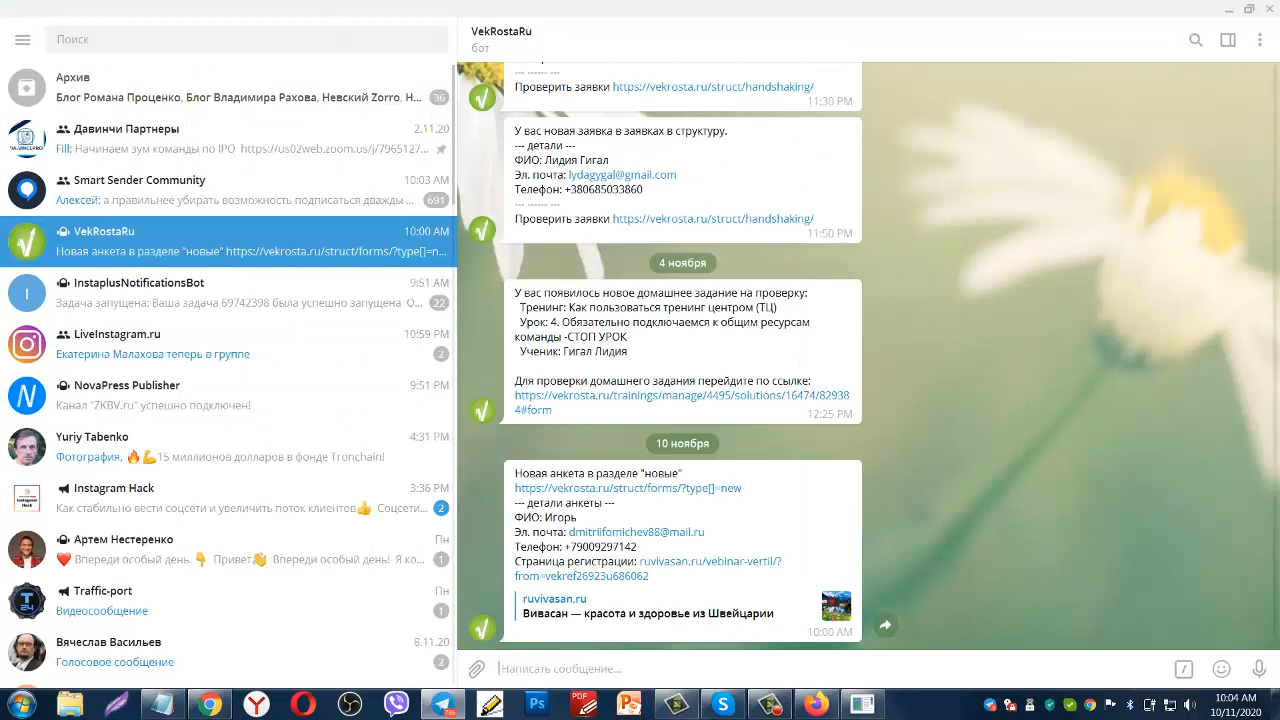 Поиск
Архив
Блог Романа Проценко, Блог Владимира Рахова, Невский Zorro, Н...
36
Давинчи Партнеры
2.11.20
Fill: Начинаем зум команды по IPO https://us02web.zoom.us/j/7965127...
Smart Sender Community
10:03 AM
Алексей: а правильнее убирать возможность подписаться дважды ...
691
VekRostaRu
10:00 AM
Новая анкета в разделе "новые" https://vekrosta.ru/struct/forms/?type[]=n...
InstaplusNotificationsBot
9:51 AM
Задача запущена: Ваша задача 69742398 была успешно запущена О...
22
LiveInstagram.ru
10:59 PM
Екатерина Малахова теперь в группе
2
NovaPress Publisher
9:51 PM
Канал "ZKBV.ru" успешно подключен!
Yuriy Tabenko
4:31 PM
Фотография, 🔥💪15 миллионов долларов в фонде Tronchain!
Instagram Hack
3:36 PM
Как стабильно вести соцсети и увеличить поток клиентов👍 Соцсети...
2
Артем Нестеренко
Пн
❤️ Впереди особый день. 👇 Привет👋 Впереди особый день! Я ко...
1
Traffic-port
Пн
Видеосообщение
1
Вячеслав Васильев
8.11.20
Голосовое сообщение
2
VekRostaRu
бот
--- ------ ---
Проверить заявки https://vekrosta.ru/struct/handshaking/
11:30 PM
У вас новая заявка в заявках в структуру.
--- детали ---
ФИО: Лидия Гигал
Эл. почта: lydagygal@gmail.com
Телефон: +380685033860
--- ------ ---
Проверить заявки https://vekrosta.ru/struct/handshaking/
11:50 PM
4 ноября
У вас появилось новое домашнее задание на проверку:
Тренинг: Как пользоваться тренинг центром (ТЦ)
Урок: 4. Обязательно подключаемся к общим ресурсам
команды -СТОП УРОК
Ученик: Гигал Лидия
Для проверки домашнего задания перейдите по ссылке:
https://vekrosta.ru/trainings/manage/4495/solutions/16474/82938
4#form
12:25 PM
10 ноября
Новая анкета в разделе "новые"
https://vekrosta.ru/struct/forms/?type[]=new
--- детали анкеты ---
ФИО: Игорь
Эл. почта: dmitriifomichev88@mail.ru
Телефон: +79009297142
Страница регистрации: ruvivasan.ru/vebinar-vertil/?
from=vekref26923u686062
ruvivasan.ru
Вивасан — красота и здоровье из Швейцарии
10:00 AM
Написать сообщение...
786
Ps
PDF
10:04 AM
10/11/2020